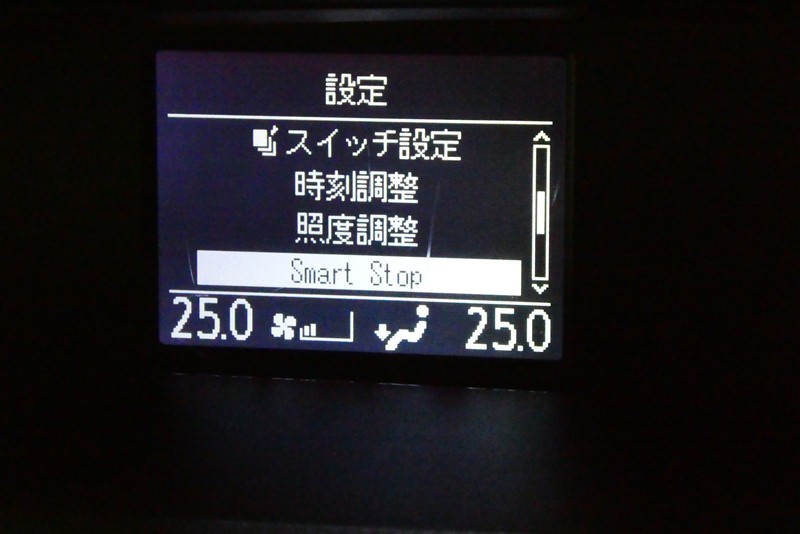 設定
スイッチ設定
時刻調整
照度調整
Smart Stop
25.0 25.0